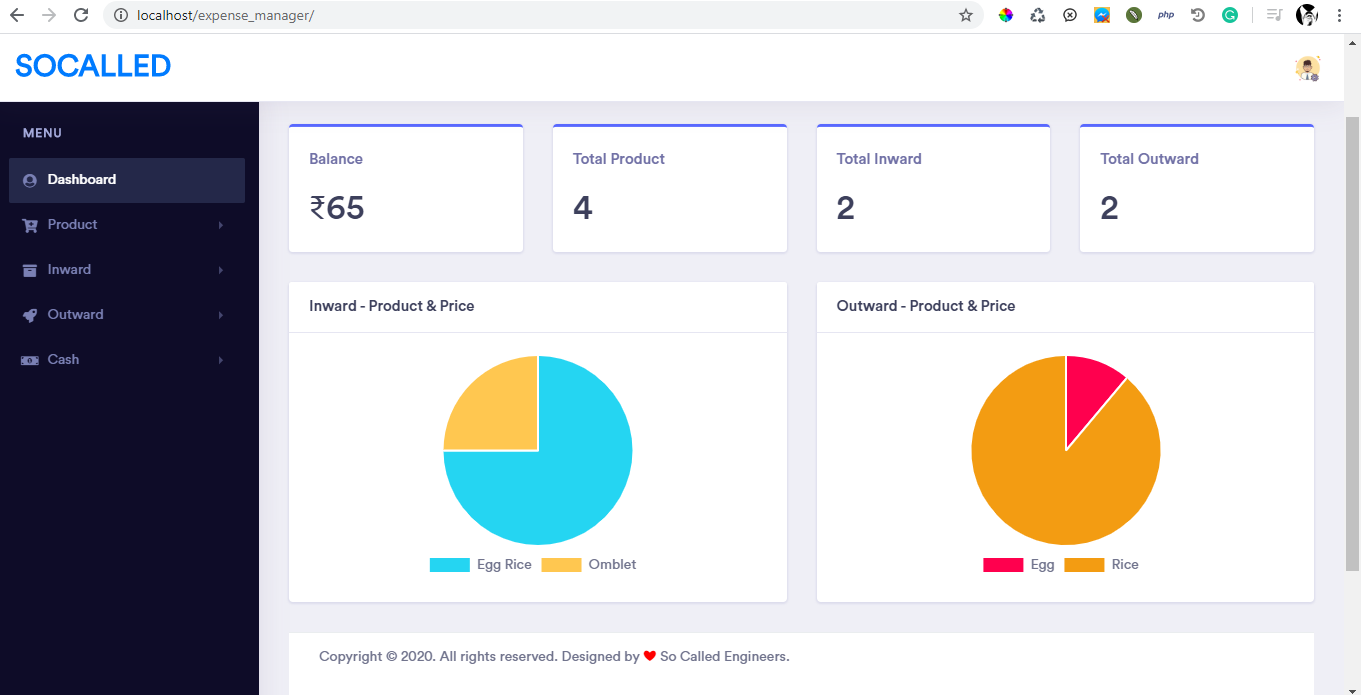 localhost/expense_manager/
php
SOCALLED
MENU
Dashboard
Product
Inward
Outward
Cash
Balance
₹65
Total Product
4
Total Inward
2
Total Outward
2
Inward - Product & Price
Egg Rice Omblet
Outward - Product & Price
Egg Rice
Copyright © 2020. All rights reserved. Designed by ❤ So Called Engineers.